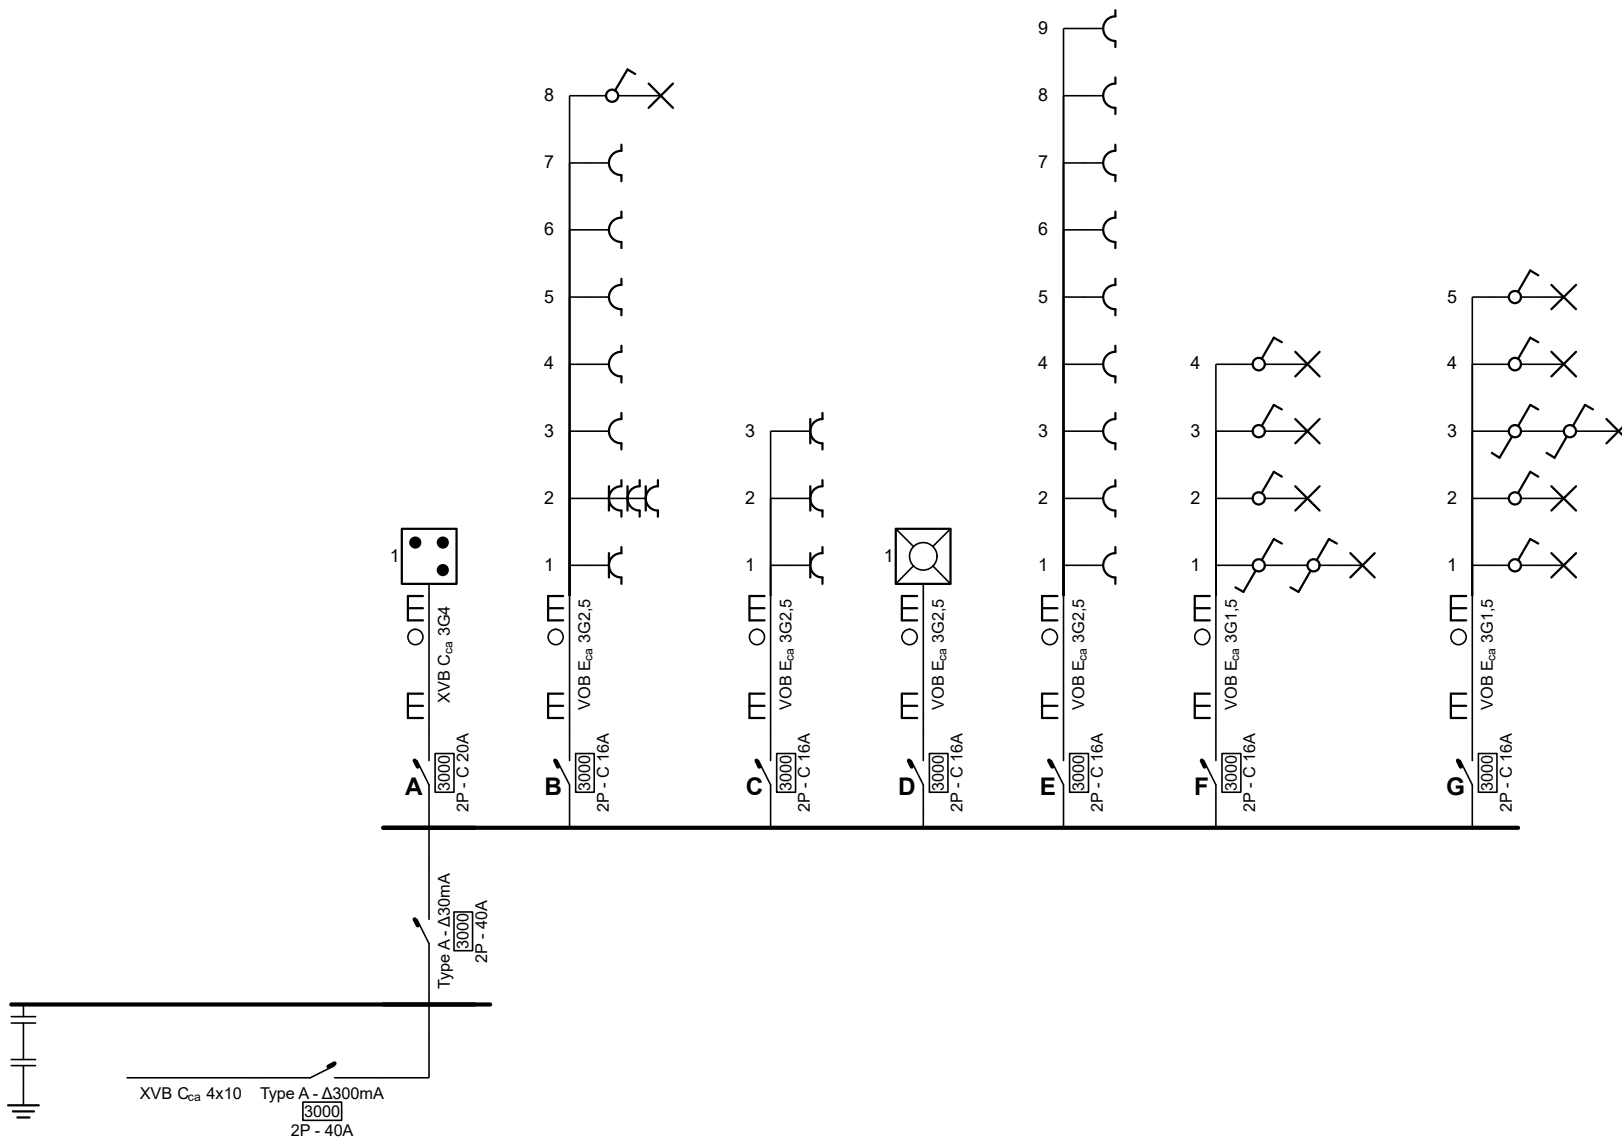 9
8
8
7
7
6
6
5
5
5
4
4
4
4
3
3
3
3
3
2
2
2
2
2
1
1
1
1
1
1
1
XVB Cca 3G4
VOB Eca 3G2,5
VOB Eca 3G2,5
VOB Eca 3G2,5
VOB Eca 3G2,5
VOB Eca 3G1,5
VOB Eca 3G1,5
A
3000
2P - C 20A
B
3000
2P - C 16A
C
3000
2P - C 16A
D
3000
2P - C 16A
E
3000
2P - C 16A
F
3000
2P - C 16A
G
3000
2P - C 16A
Type A - Δ30mA
3000
2P - 40A
XVB Cca 4x10
Type A - Δ300mA
3000
2P - 40A